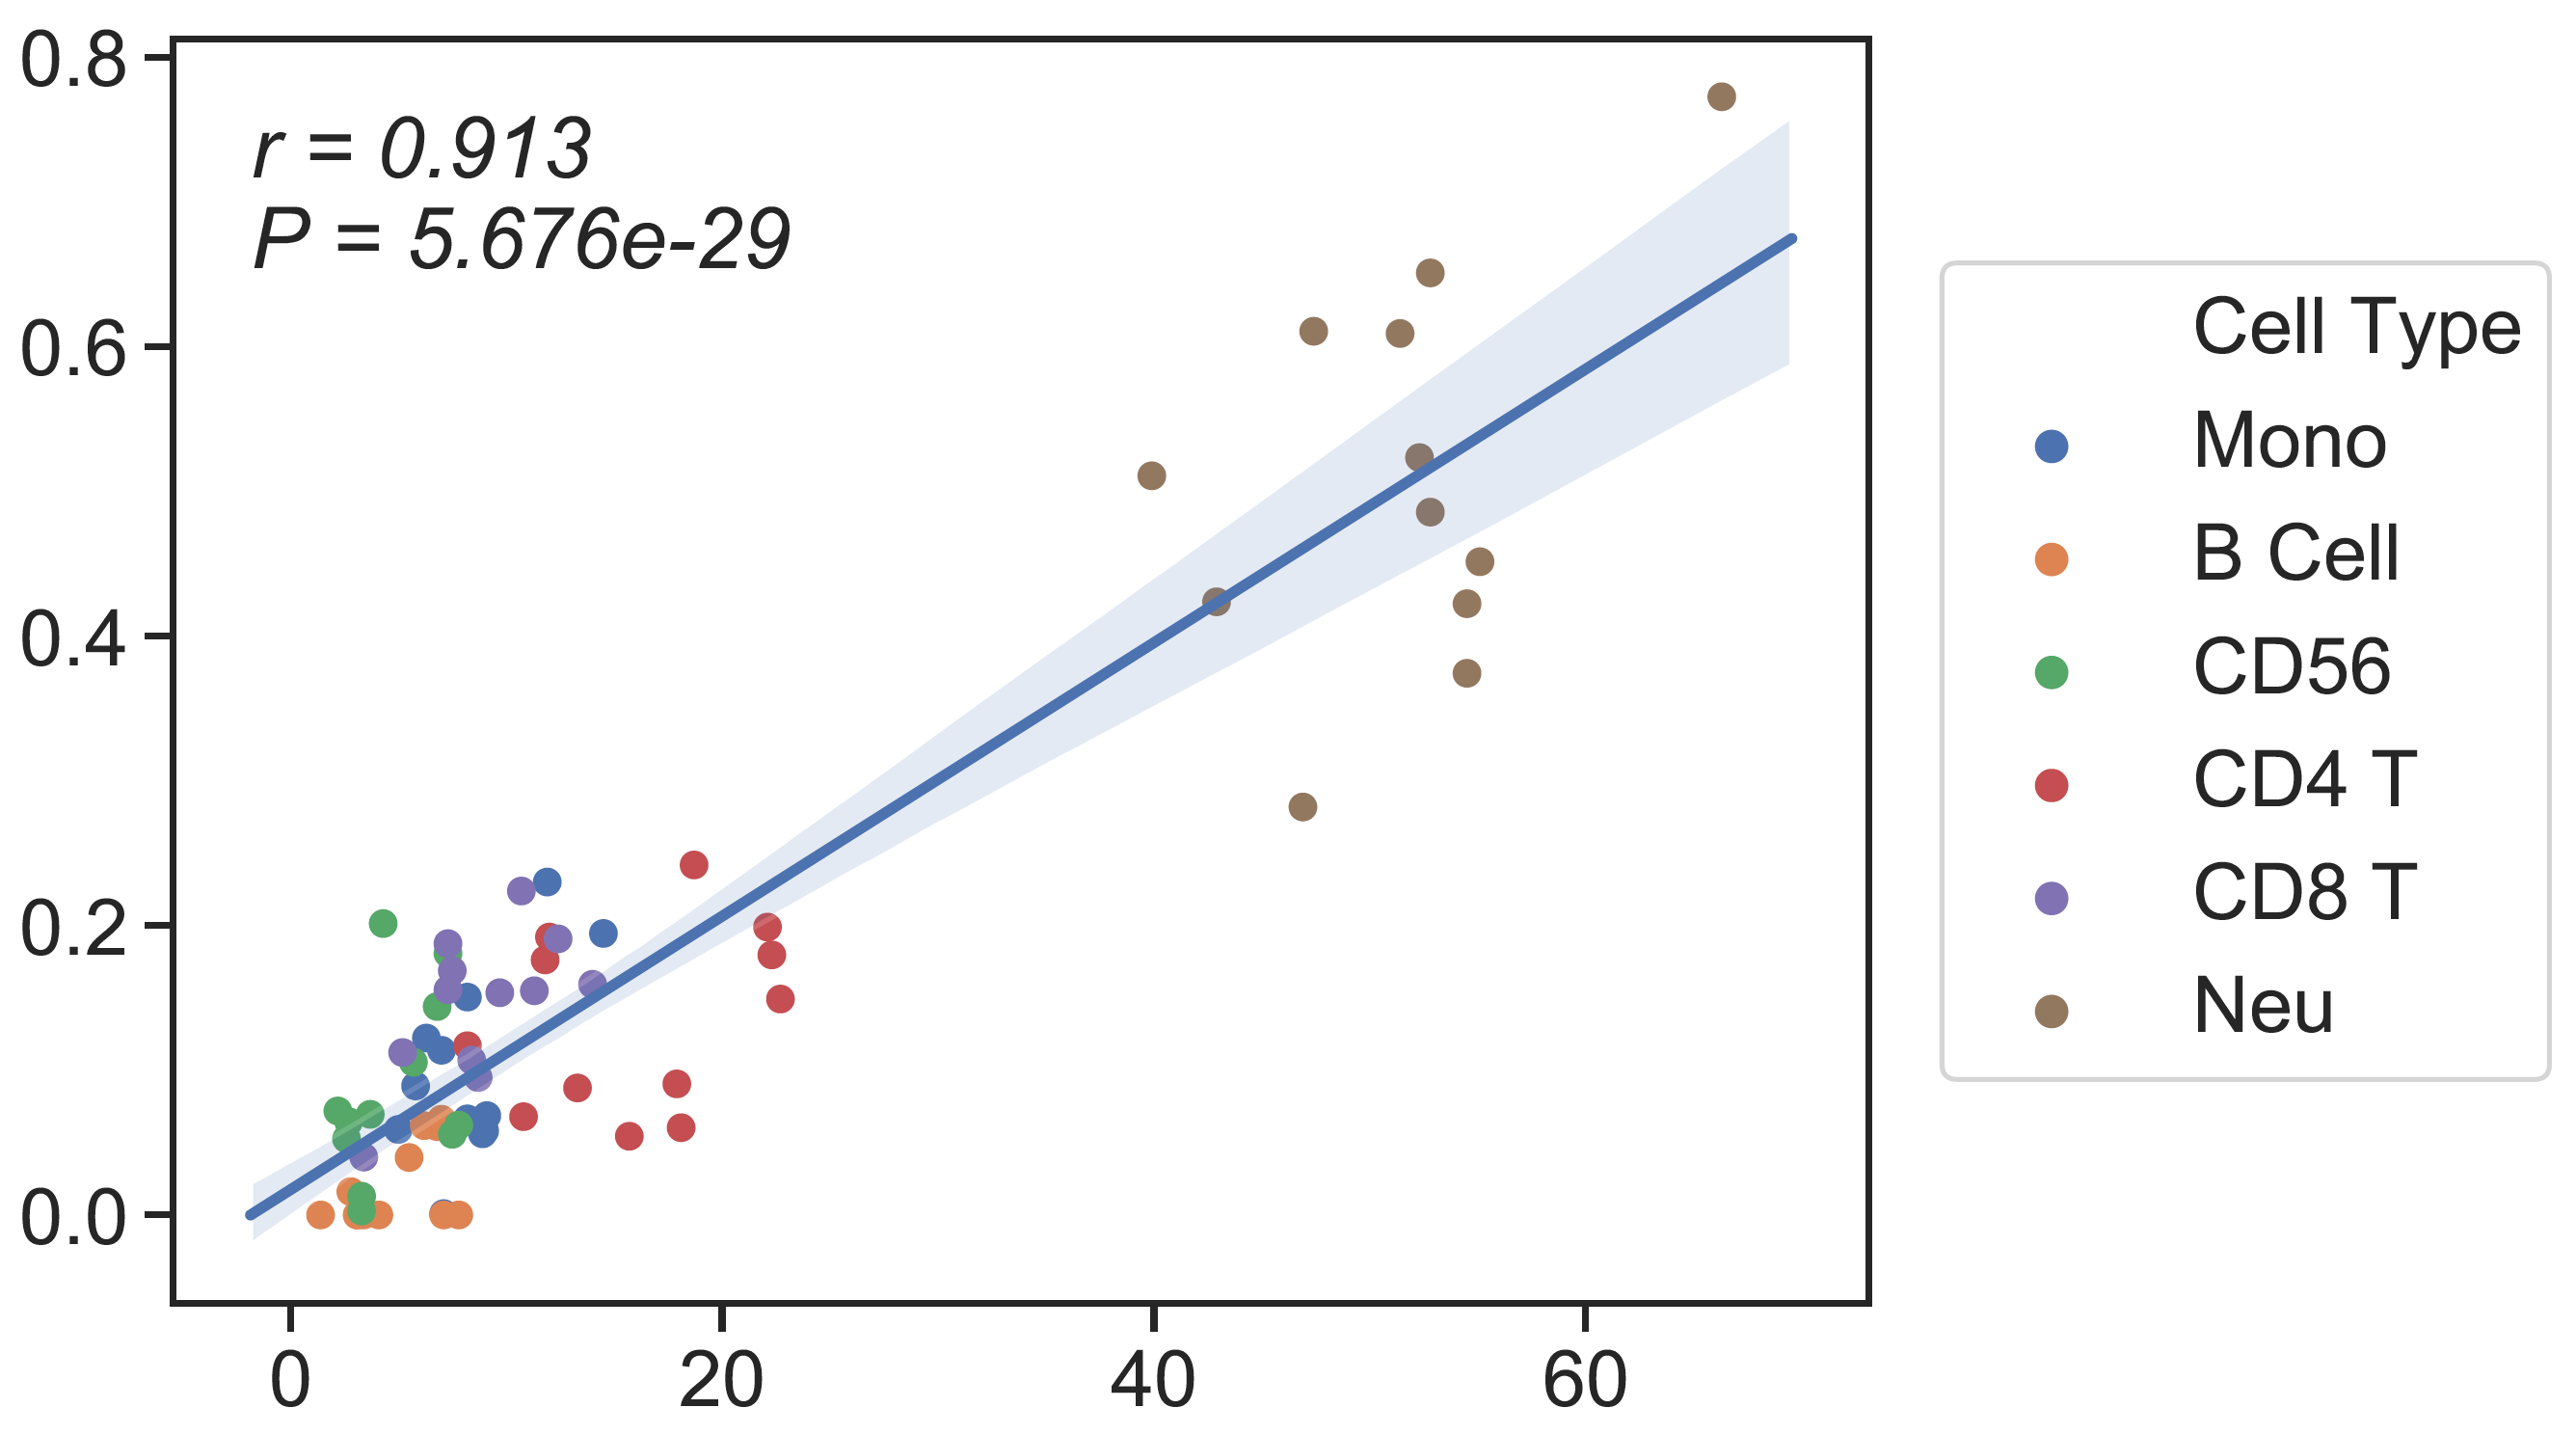 0.8
0.6
0.4
0.2
0.0
r = 0.913
P = 5.676e-29
0
20
40
60
Cell Type
Mono
B Cell
CD56
CD4 T
CD8 T
Neu